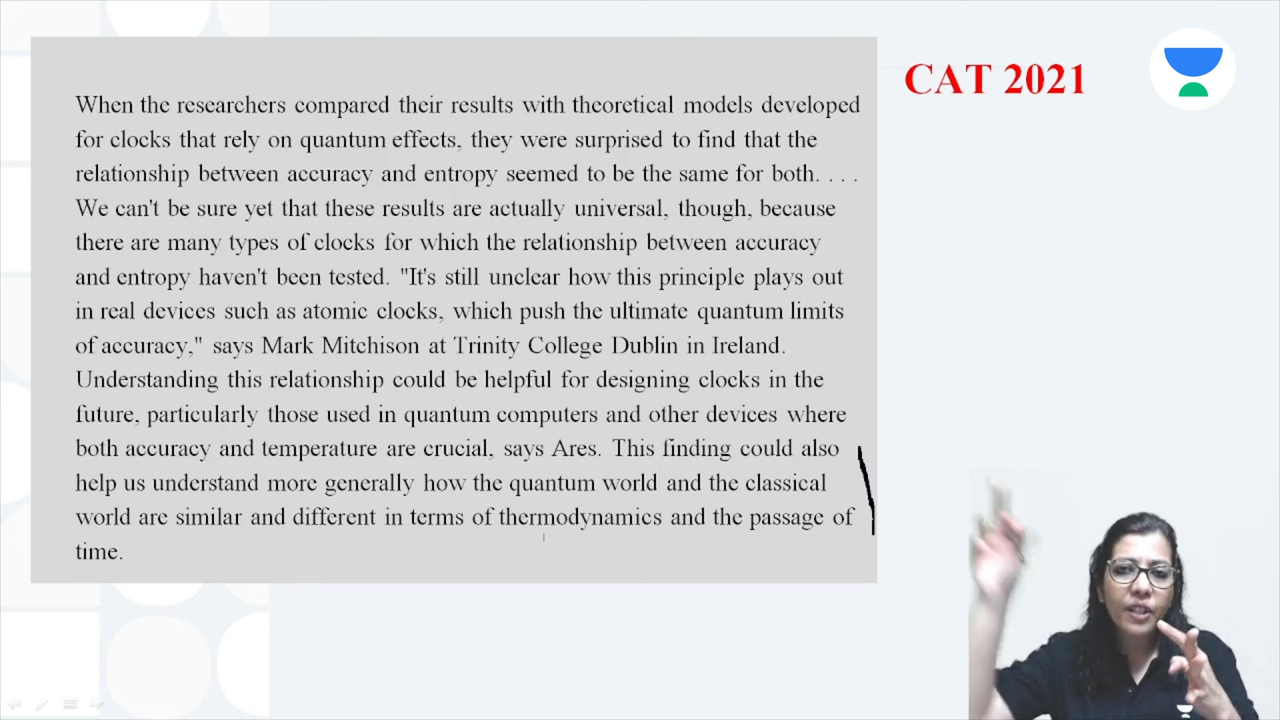 When the researchers compared their results with theoretical models developed
for clocks that rely on quantum effects, they were surprised to find that the
relationship between accuracy and entropy seemed to be the same for both. . . .
We can't be sure yet that these results are actually universal, though, because
there are many types of clocks for which the relationship between accuracy
and entropy haven't been tested. "It's still unclear how this principle plays out
in real devices such as atomic clocks, which push the ultimate quantum limits
of accuracy," says Mark Mitchison at Trinity College Dublin in Ireland.
Understanding this relationship could be helpful for designing clocks in the
future, particularly those used in quantum computers and other devices where
both accuracy and temperature are crucial, says Ares. This finding could also
help us understand more generally how the quantum world and the classical
world are similar and different in terms of thermodynamics and the passage of
time.
CAT 2021